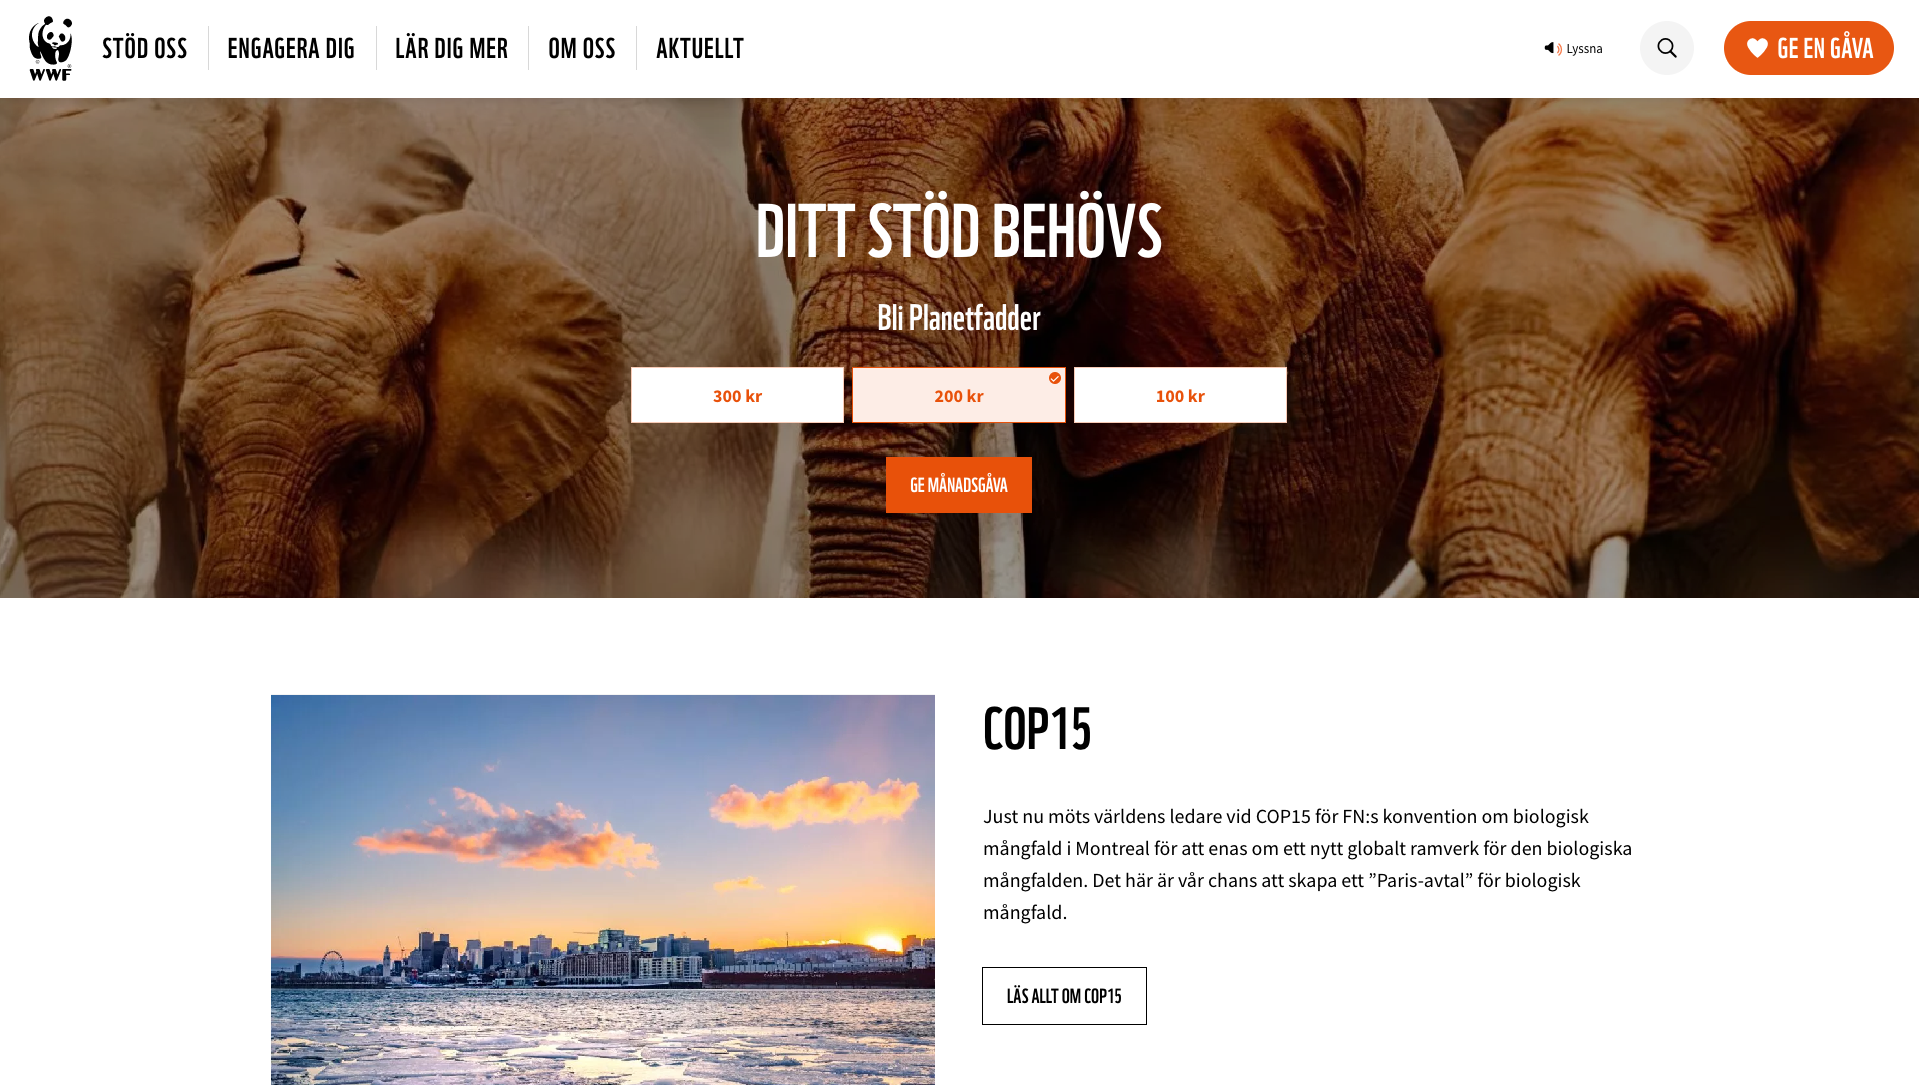 WWF
STÖD OSS
ENGAGERA DIG
LÄR DIG MER
OM OSS
AKTUELLT
Lyssna
GE EN GÅVA
DITT STÖD BEHÖVS
Bli Planetfadder
300 kr
200 kr
100 kr
GE MÅNADSGÅVA
COP15
Just nu möts världens ledare vid COP15 för FN:s konvention om biologisk
mångfald i Montreal för att enas om ett nytt globalt ramverk för den biologiska
mångfalden. Det här är vår chans att skapa ett ”Paris-avtal” för biologisk
mångfald.
LÄS ALLT OM COP15